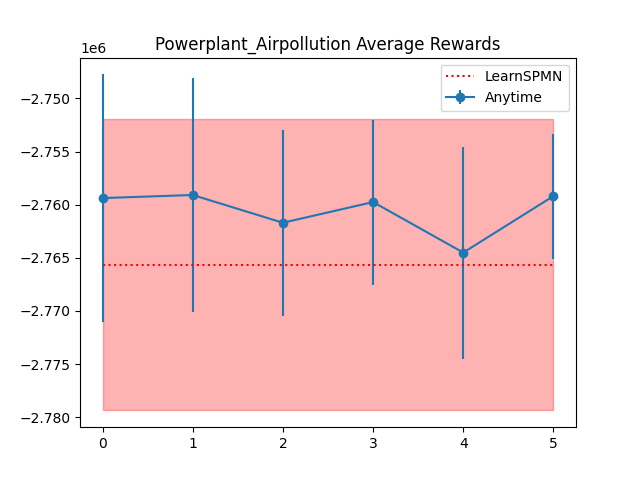 Powerplant_Airpollution Average Rewards
1e6
LearnSPMN
Anytime
−2.750
−2.755
−2.760
−2.765
−2.770
−2.775
−2.780
0 1 2 3 4 5